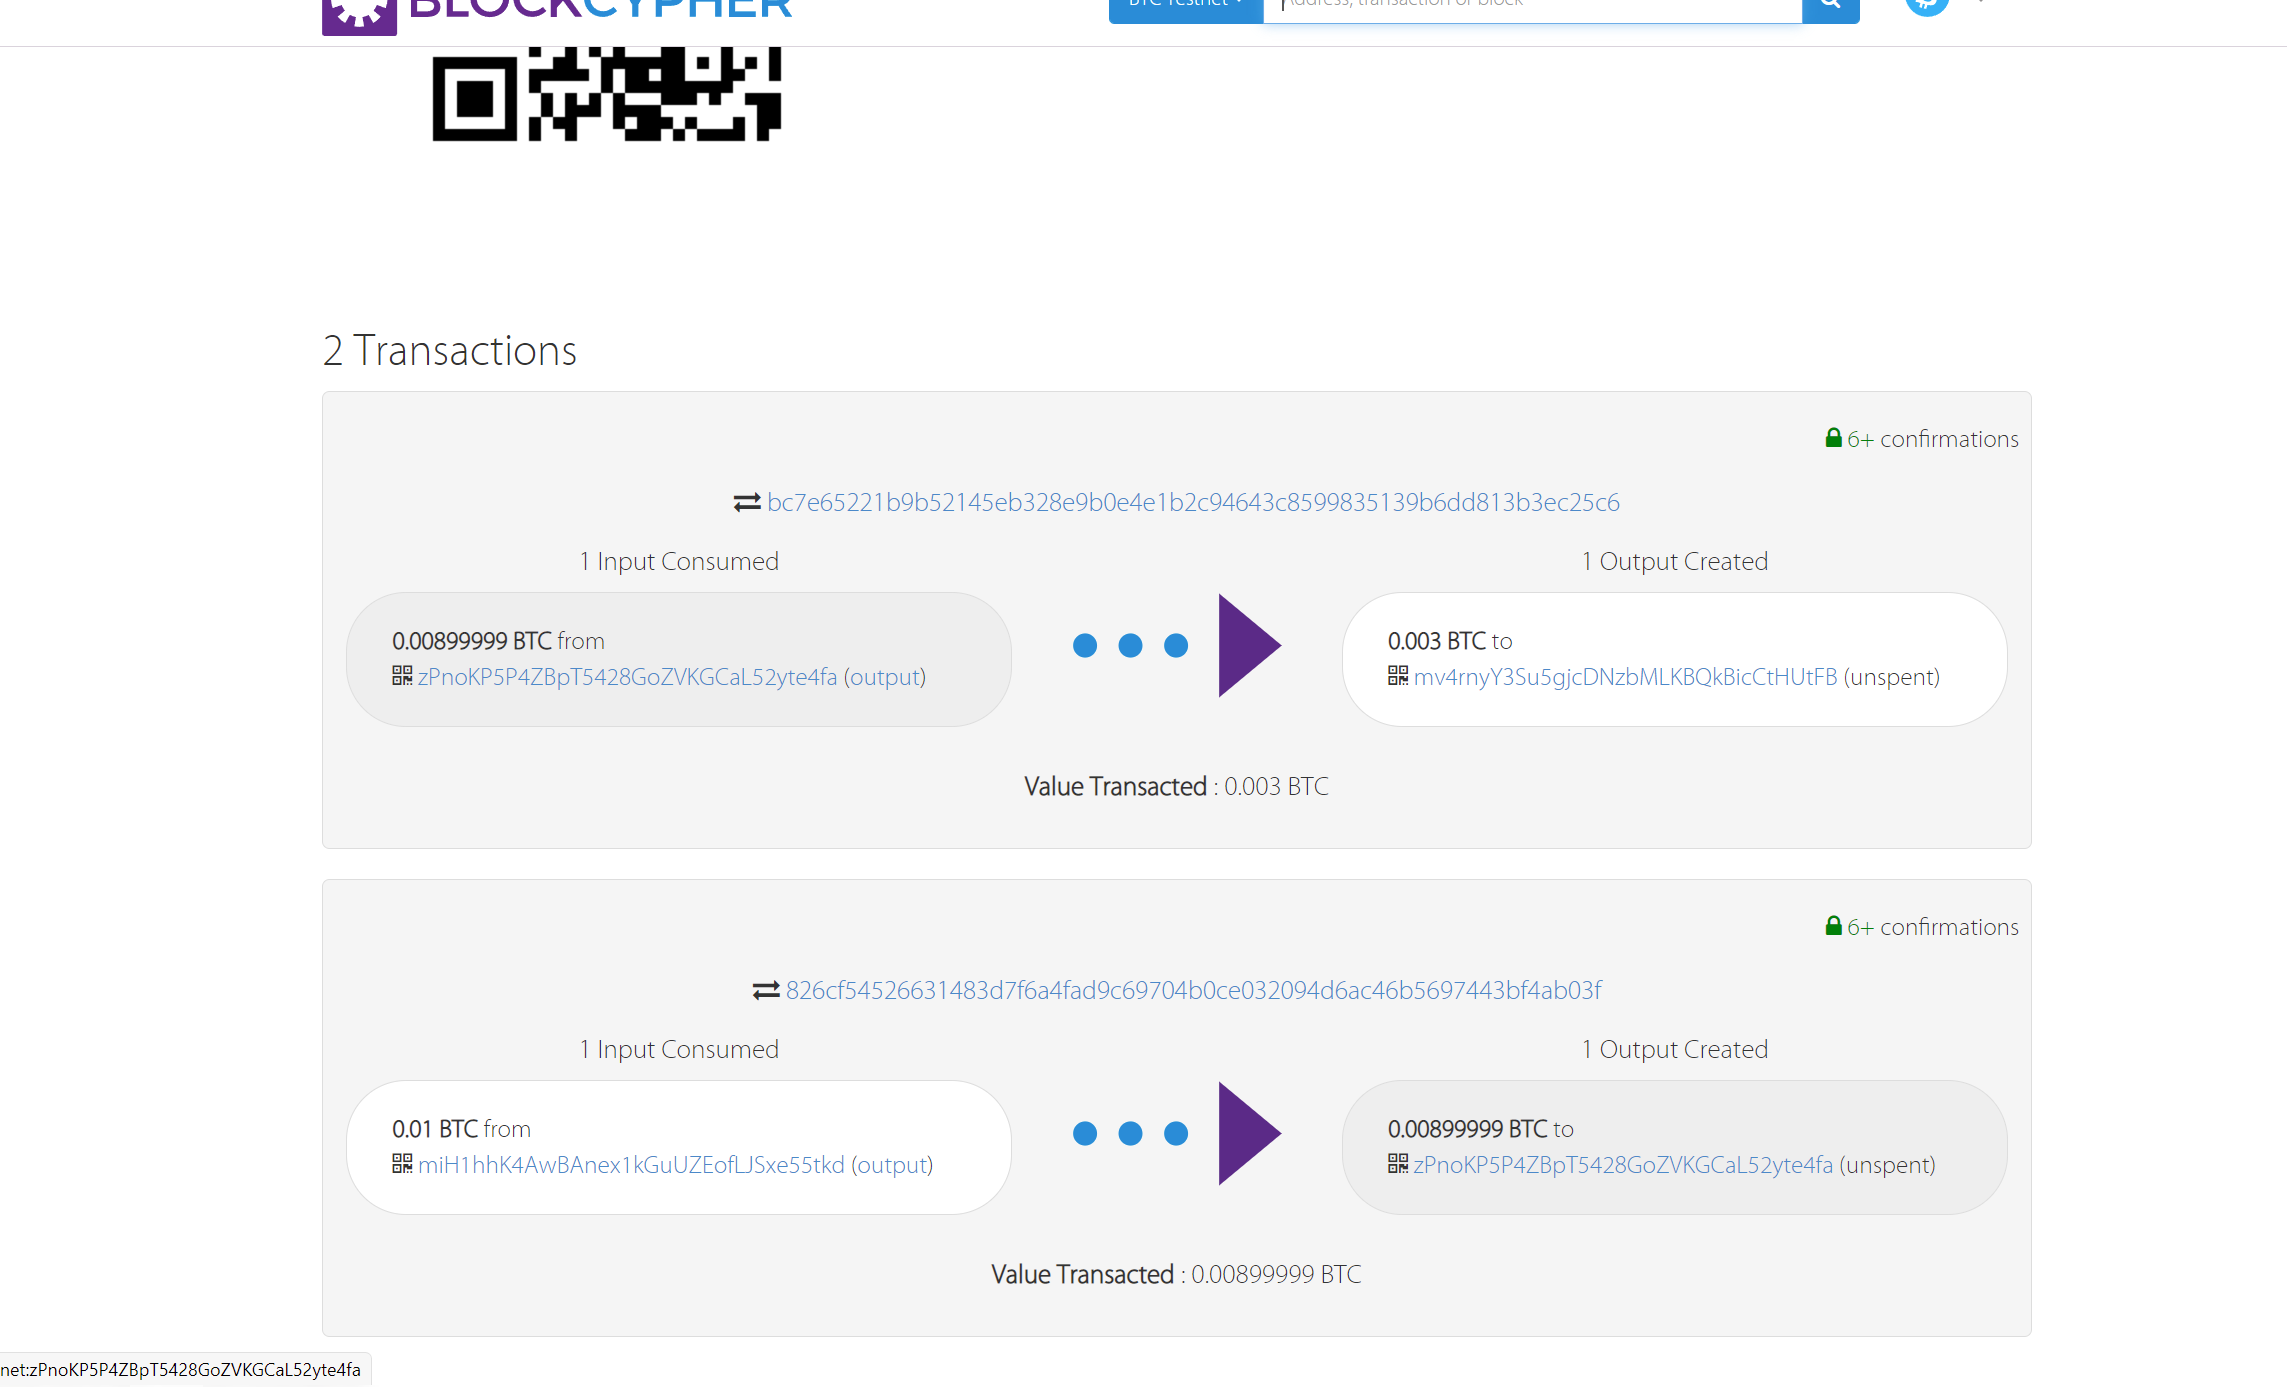 BLOCKCYPHER
BTC Testnet
Address, transaction or block
2 Transactions
6+ confirmations
bc7e65221b9b52145eb328e9b0e4e1b2c94643c8599835139b6dd813b3ec25c6
1 Input Consumed
1 Output Created
0.00899999 BTC from
zPnoKP5P4ZBpT5428GoZVKGCaL52yte4fa (output)
0.003 BTC to
mv4rnyY3Su5gjcDNzbMLKBQkBicCtHUtFB (unspent)
Value Transacted : 0.003 BTC
6+ confirmations
826cf54526631483d7f6a4fad9c69704b0ce032094d6ac46b5697443bf4ab03f
1 Input Consumed
1 Output Created
0.01 BTC from
miH1hhK4AwBAnex1kGuUZEofLJSxe55tkd (output)
0.00899999 BTC to
zPnoKP5P4ZBpT5428GoZVKGCaL52yte4fa (unspent)
Value Transacted : 0.00899999 BTC
net:zPnoKP5P4ZBpT5428GoZVKGCaL52yte4fa